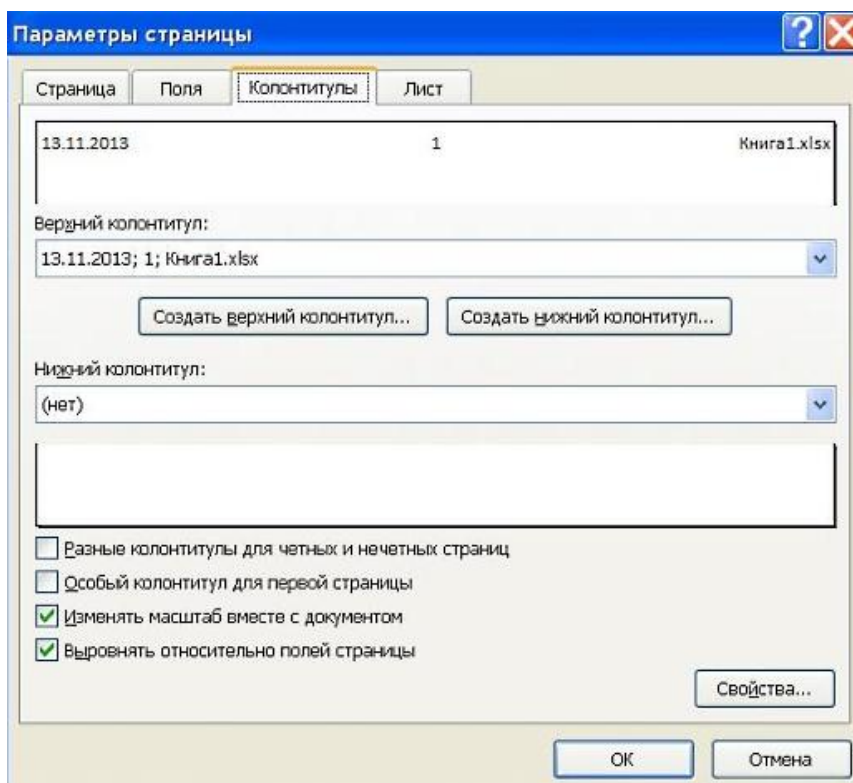 Параметры страницы
Страница Поля Колонтитулы Лист
13.11.2013 1 Книга1.xlsx
Верхний колонтитул:
13.11.2013; 1; Книга1.xlsx
Создать верхний колонтитул... Создать нижний колонтитул...
Нижний колонтитул:
(нет)
Разные колонтитулы для четных и нечетных страниц
Особый колонтитул для первой страницы
Изменять масштаб вместе с документом
Выровнять относительно полей страницы
Свойства...
ОК Отмена